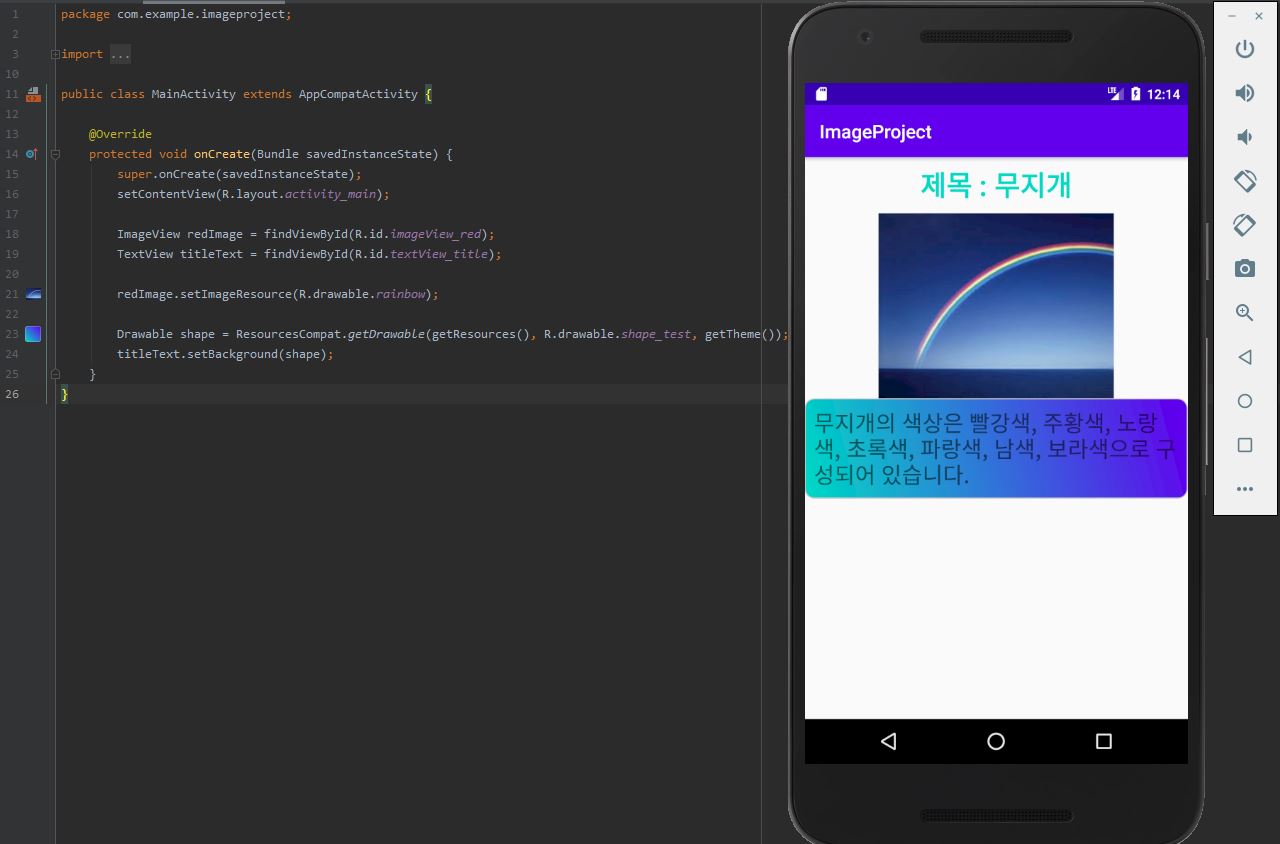 1 package com.example.imageproject;
2
3 import ...
10
11 public class MainActivity extends AppCompatActivity {
12
13 @Override
14 protected void onCreate(Bundle savedInstanceState) {
15 super.onCreate(savedInstanceState);
16 setContentView(R.layout.activity_main);
17
18 ImageView redImage = findViewById(R.id.imageView_red);
19 TextView titleText = findViewById(R.id.textView_title);
20
21 redImage.setImageResource(R.drawable.rainbow);
22
23 Drawable shape = ResourcesCompat.getDrawable(getResources(), R.drawable.shape_test, getTheme());
24 titleText.setBackground(shape);
25 }
26 }
LTE 12:14
ImageProject
제목 : 무지개
무지개의 색상은 빨강색, 주황색, 노랑
색, 초록색, 파랑색, 남색, 보라색으로 구
성되어 있습니다.